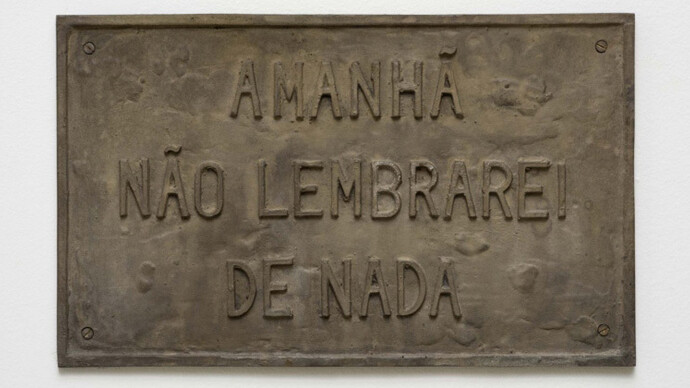 AMANHÃ
NÃO LEMBRAREI
DE NADA